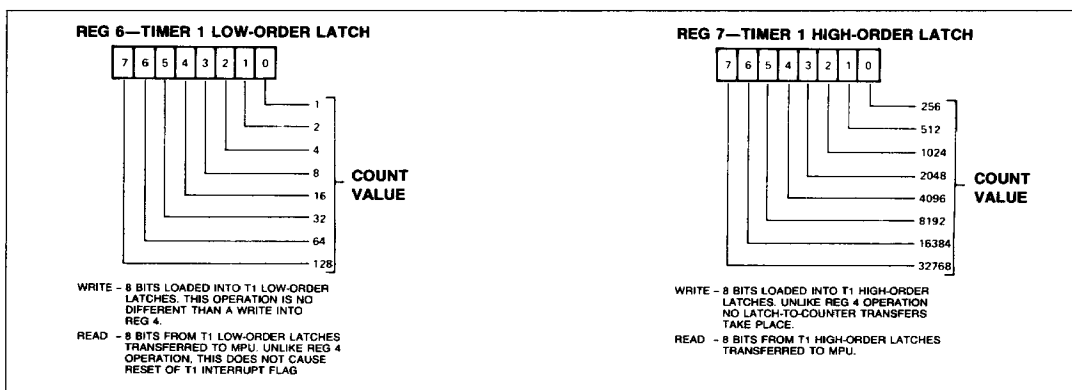 REG 6—TIMER 1 LOW-ORDER LATCH
7 6 5 4 3 2 1 0
1
2
4
8
16
32
64
128
COUNT
VALUE
WRITE – 8 BITS LOADED INTO T1 LOW-ORDER
LATCHES. THIS OPERATION IS NO
DIFFERENT THAN A WRITE INTO
REG 4.
READ – 8 BITS FROM T1 LOW-ORDER LATCHES
TRANSFERRED TO MPU. UNLIKE REG 4
OPERATION, THIS DOES NOT CAUSE
RESET OF T1 INTERRUPT FLAG
REG 7—TIMER 1 HIGH-ORDER LATCH
7 6 5 4 3 2 1 0
256
512
1024
2048
4096
8192
16384
32768
COUNT
VALUE
WRITE – 8 BITS LOADED INTO T1 HIGH-ORDER
LATCHES. UNLIKE REG 4 OPERATION
NO LATCH-TO-COUNTER TRANSFERS
TAKE PLACE.
READ – 8 BITS FROM T1 HIGH-ORDER LATCHES
TRANSFERRED TO MPU.